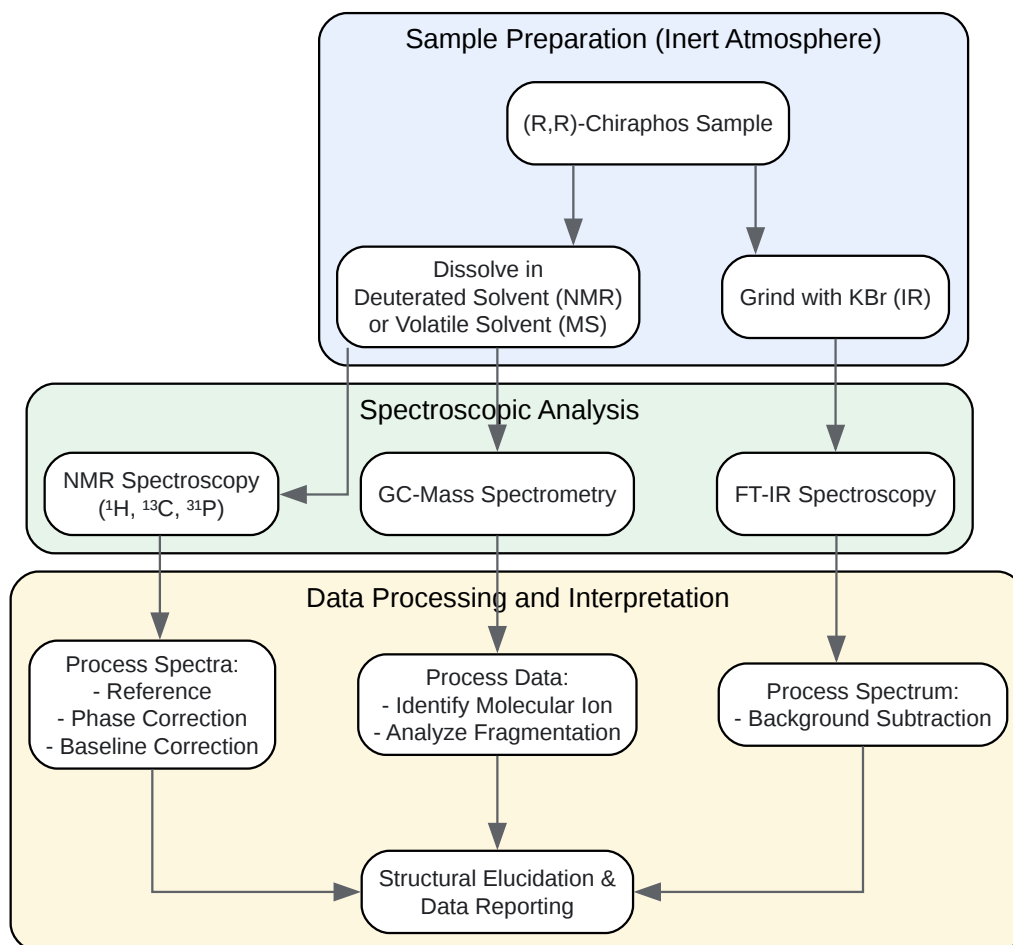 Sample Preparation (Inert Atmosphere)
(R,R)-Chiraphos Sample
Dissolve in
Deuterated Solvent (NMR)
or Volatile Solvent (MS)
Grind with KBr (IR)
Spectroscopic Analysis
NMR Spectroscopy
(¹H, ¹³C, ³¹P)
GC-Mass Spectrometry
FT-IR Spectroscopy
Data Processing and Interpretation
Process Spectra:
- Reference
- Phase Correction
- Baseline Correction
Process Data:
- Identify Molecular Ion
- Analyze Fragmentation
Process Spectrum:
- Background Subtraction
Structural Elucidation &
Data Reporting